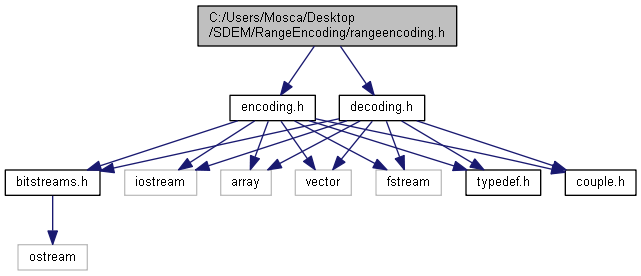 C:/Users/Mosca/Desktop
/SDEM/RangeEncoding/rangeencoding.h
encoding.h
decoding.h
bitstreams.h
iostream
array
vector
fstream
typedef.h
couple.h
ostream